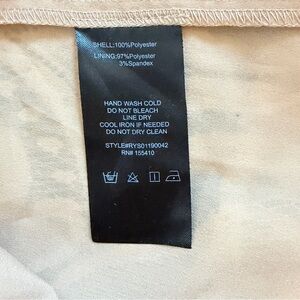 SHELL:100%Polyester
LINING:97%Polyester
3%Spandex
HAND WASH COLD
DO NOT BLEACH
LINE DRY
COOL IRON IF NEEDED
DO NOT DRY CLEAN
STYLE#RYS01190042
RN# 155410